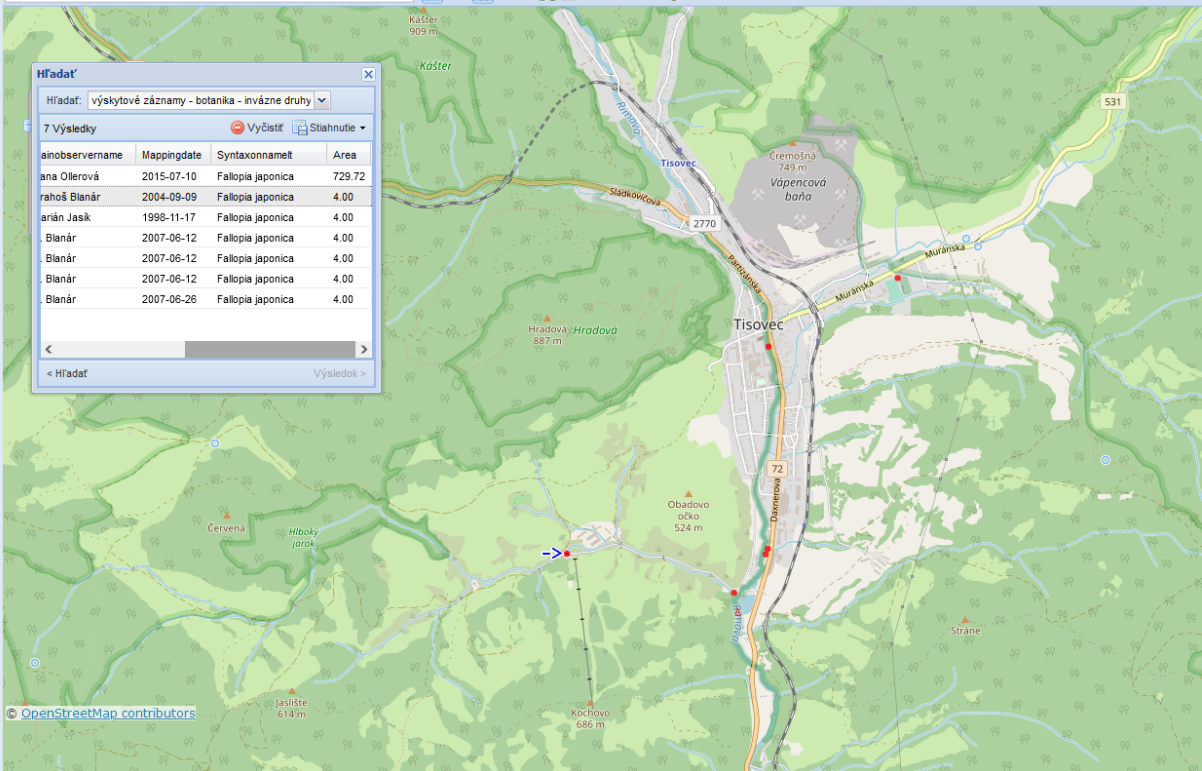 Hľadať
Hľadať: výskytové záznamy - botanika - invázne druhy
7 Výsledky Vyčistiť Stiahnutie
ainobservername Mappingdate Syntaxonnamelt Area
ana Ollerová 2015-07-10 Fallopia japonica 729.72
rahoš Blanár 2004-09-09 Fallopia japonica 4.00
arián Jasík 1998-11-17 Fallopia japonica 4.00
. Blanár 2007-06-12 Fallopia japonica 4.00
. Blanár 2007-06-12 Fallopia japonica 4.00
. Blanár 2007-06-12 Fallopia japonica 4.00
. Blanár 2007-06-26 Fallopia japonica 4.00
< Hľadať Výsledok >
Kášter
909 m
Kášter
Rimava
Tisovec
531
Čremošná
749 m
Vápencová
baňa
Sládkovičova
2770
Partizánska
Muránska
Muránska
Tisovec
Hradová
887 m
Hradová
72
Daxnerova
Obadovo
očko
524 m
Červená
Hlboký
jarok
->
Rimava
Stráne
Jaslište
614 m
Kochovo
686 m
© OpenStreetMap contributors